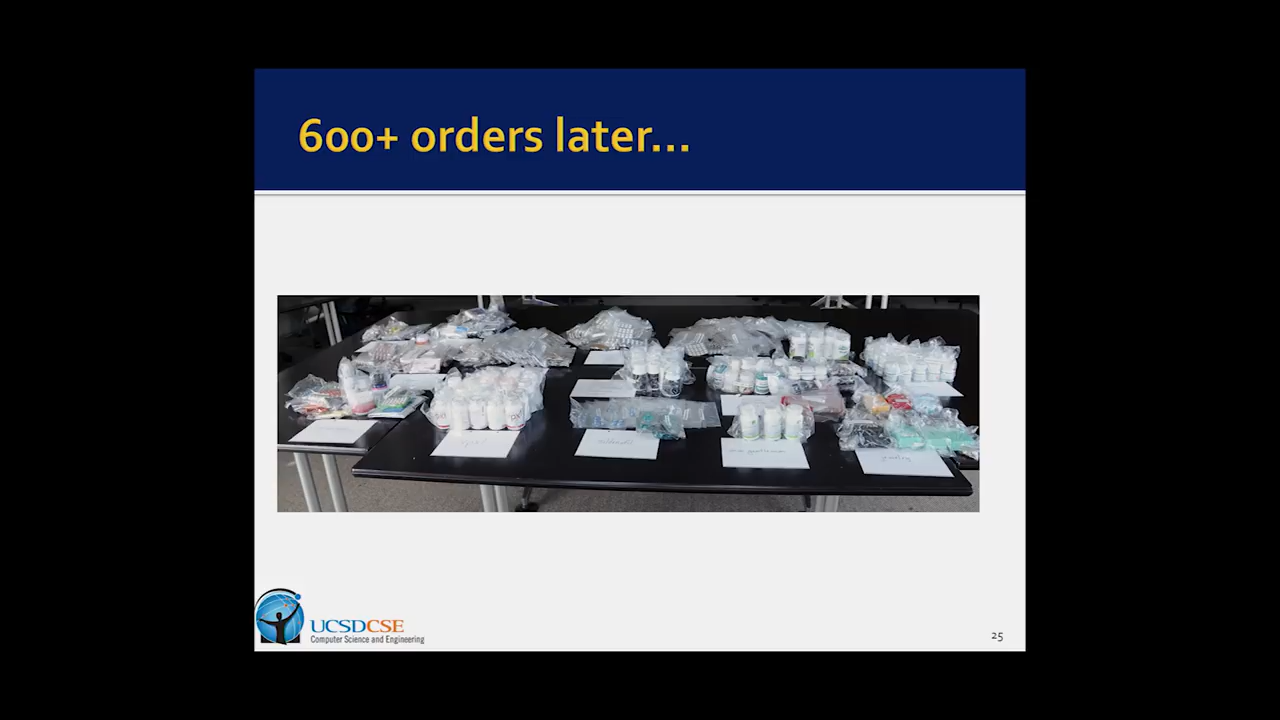 600+ orders later...
UCSDCSE
Computer Science and Engineering
25